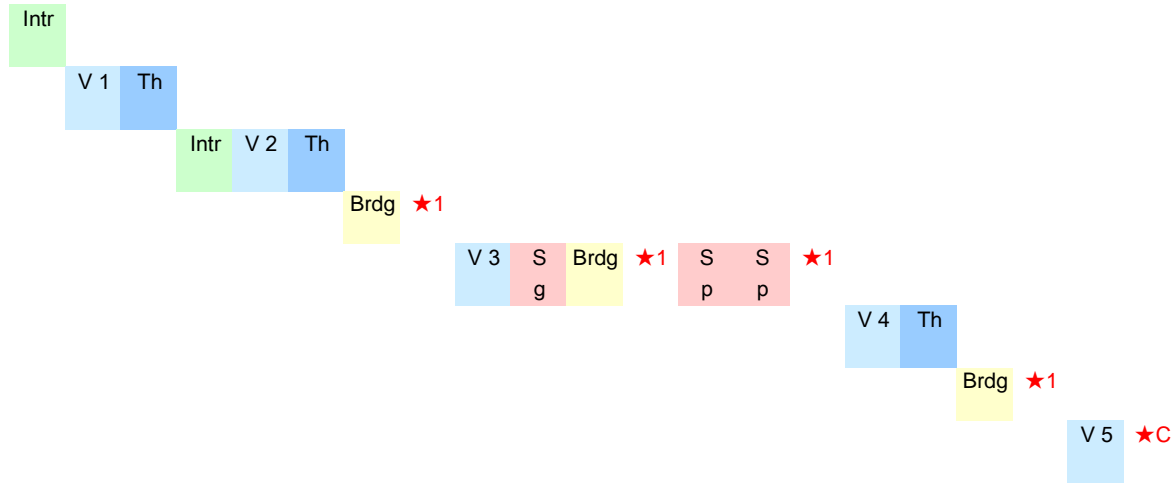 Intr
V 1 Th
Intr V 2 Th
Brdg ★1
V 3 S Brdg ★1 S S ★1
g p p
V 4 Th
Brdg ★1
V 5 ★C